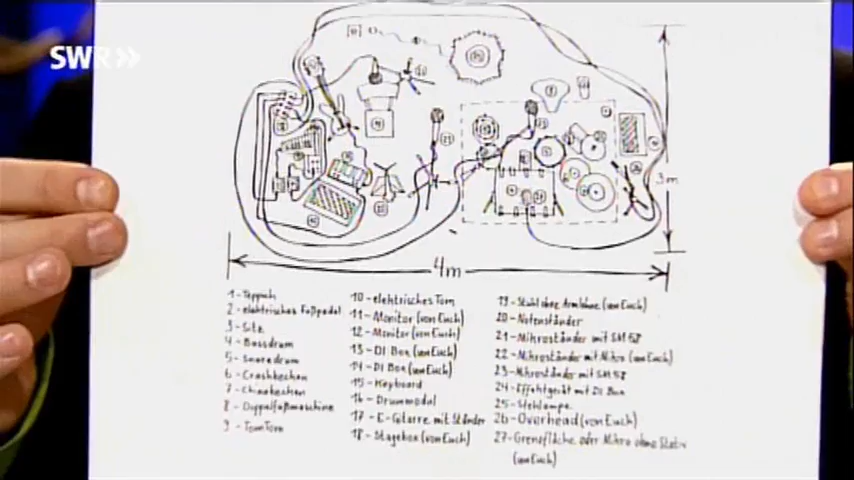 SWR»
3m
4m
1 - Teppich
2 - elektrisches Fußpedal
3 - Sitz
4 - Bassdrum
5 - Snaredrum
6 - Crashbecken
7 - Chinabecken
8 - Doppelfußmaschine
9 - TomTom
10 - elektrisches Tom
11 - Monitor (von Euch)
12 - Monitor (von Euch)
13 - DI Box (von Euch)
14 - DI Box (von Euch)
15 - Keyboard
16 - Drummodul
17 - E-Gitarre mit Ständer
18 - Stagebox (von Euch)
19 - Stuhl ohne Armlehne (von Euch)
20 - Notenständer
21 - Mikroständer mit SM 58
22 - Mikroständer mit Mikro (von Euch)
23 - Mikroständer mit SM 58
24 - Effektgerät mit DI Box
25 - Stehlampe
26 - Overhead (von Euch)
27 - Grenzfläche oder Mikro ohne Stativ
(von Euch)